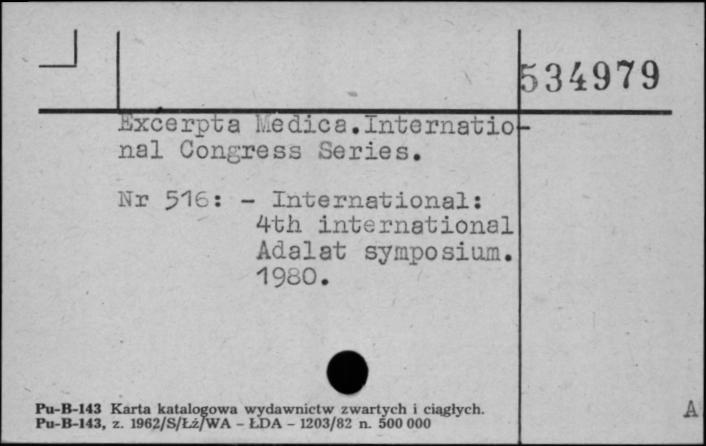 534979
Excerpta Medica.Internatio-
nal Congress Series.
Nr 516: - International:
4th international
Adalat symposium.
1980.
Pu-B-143 Karta katalogowa wydawnictw zwartych i ciągłych.
Pu-B-143, z. 1962/S/Łż/WA - ŁDA - 1203/82 n. 500 000
A